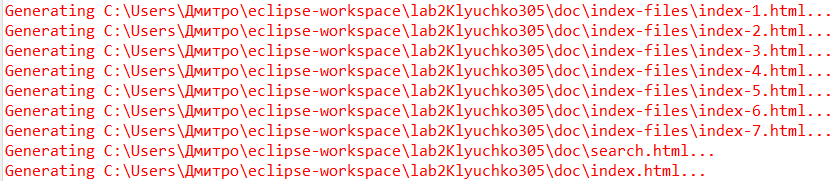 Generating C:\Users\Дмитро\eclipse-workspace\lab2Klyuchko305\doc\index-files\index-1.html...
Generating C:\Users\Дмитро\eclipse-workspace\lab2Klyuchko305\doc\index-files\index-2.html...
Generating C:\Users\Дмитро\eclipse-workspace\lab2Klyuchko305\doc\index-files\index-3.html...
Generating C:\Users\Дмитро\eclipse-workspace\lab2Klyuchko305\doc\index-files\index-4.html...
Generating C:\Users\Дмитро\eclipse-workspace\lab2Klyuchko305\doc\index-files\index-5.html...
Generating C:\Users\Дмитро\eclipse-workspace\lab2Klyuchko305\doc\index-files\index-6.html...
Generating C:\Users\Дмитро\eclipse-workspace\lab2Klyuchko305\doc\index-files\index-7.html...
Generating C:\Users\Дмитро\eclipse-workspace\lab2Klyuchko305\doc\search.html...
Generating C:\Users\Дмитро\eclipse-workspace\lab2Klyuchko305\doc\index.html...